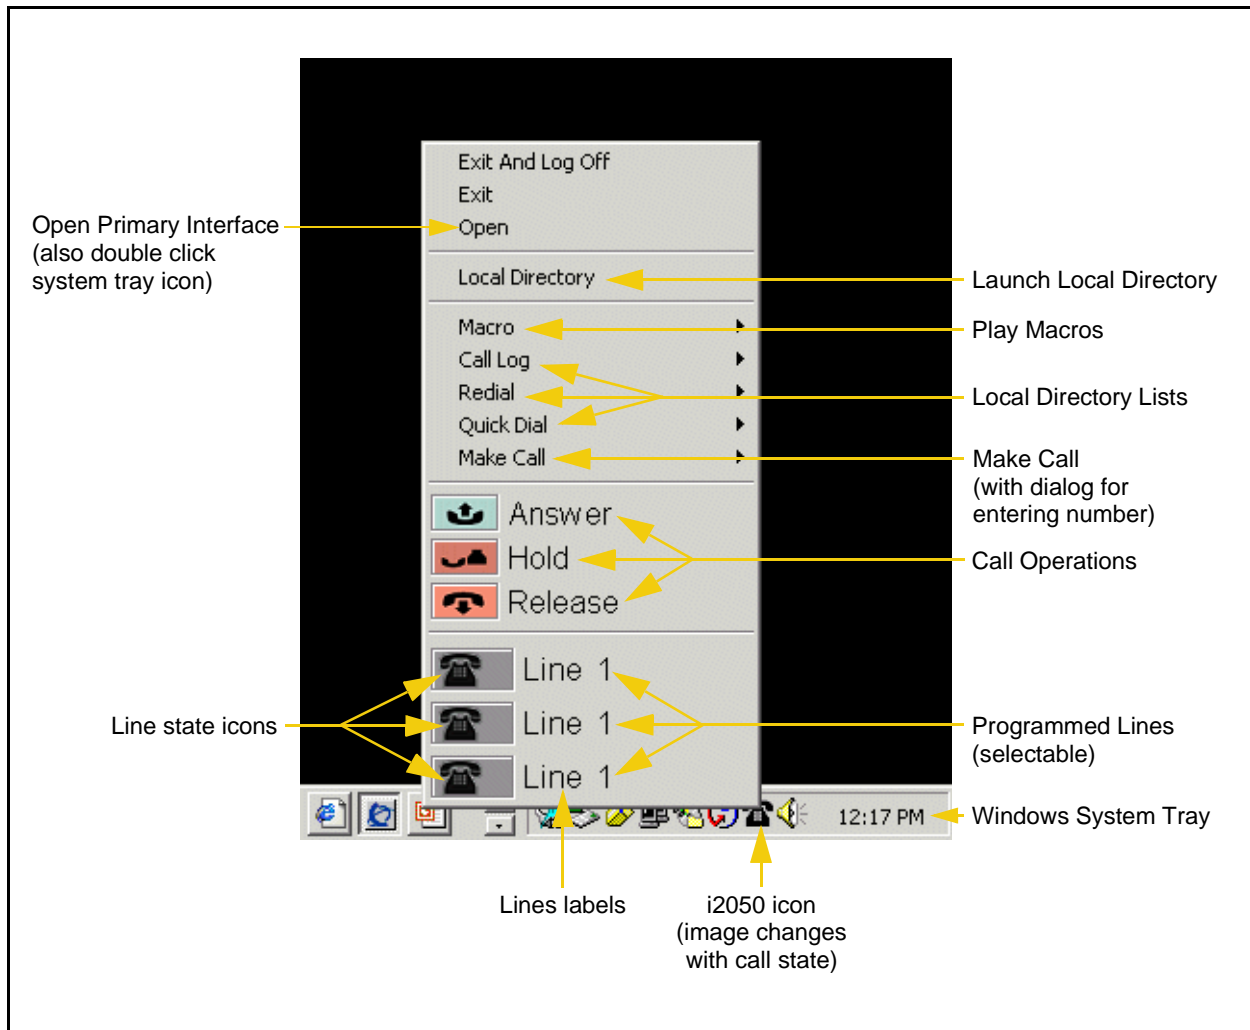 Exit And Log Off
Exit
Open
Open Primary Interface
(also double click
system tray icon)
Local Directory
Launch Local Directory
Macro
Play Macros
Call Log
Redial
Local Directory Lists
Quick Dial
Make Call
Make Call
(with dialog for
entering number)
Answer
Hold
Call Operations
Release
Line 1
Line state icons
Line 1
Programmed Lines
(selectable)
Line 1
12:17 PM
Windows System Tray
Lines labels
i2050 icon
(image changes
with call state)